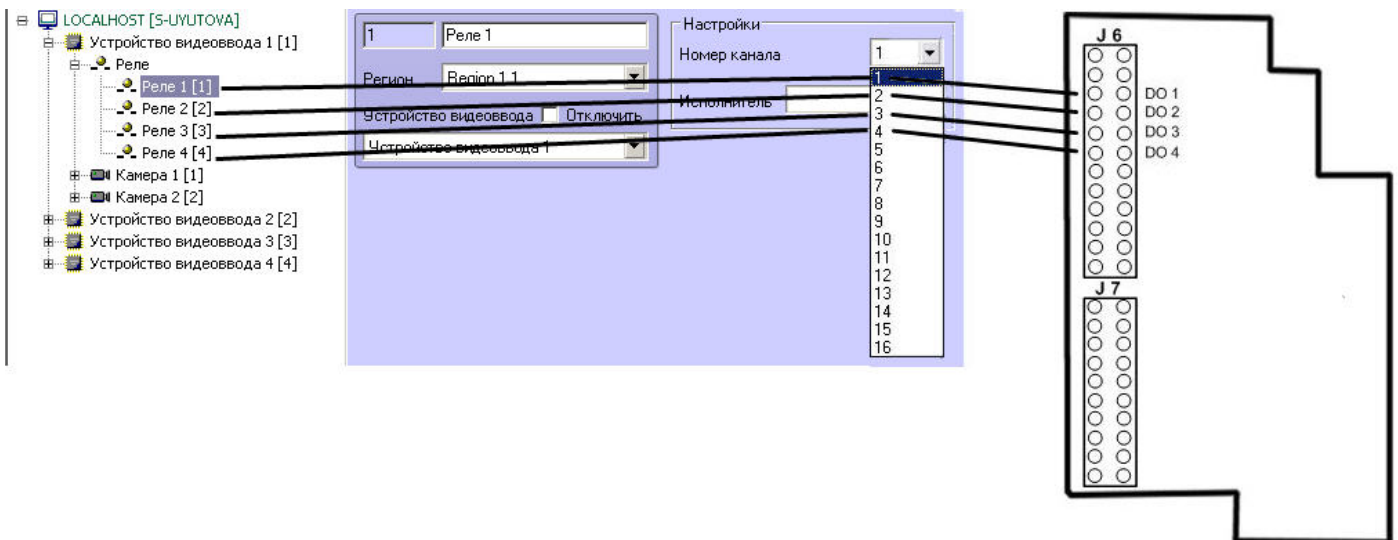 LOCALHOST [S-UYUTOVA]
Устройство видеоввода 1 [1]
Реле
Реле 1 [1]
Реле 2 [2]
Реле 3 [3]
Реле 4 [4]
Камера 1 [1]
Камера 2 [2]
Устройство видеоввода 2 [2]
Устройство видеоввода 3 [3]
Устройство видеоввода 4 [4]
1 Реле 1
Регион Region 1.1
Устройство видеоввода Отключить
Устройство видеоввода 1
Настройки
Номер канала 1
Исполнитель
1
2
3
4
5
6
7
8
9
10
11
12
13
14
15
16
J 6
DO 1
DO 2
DO 3
DO 4
J 7